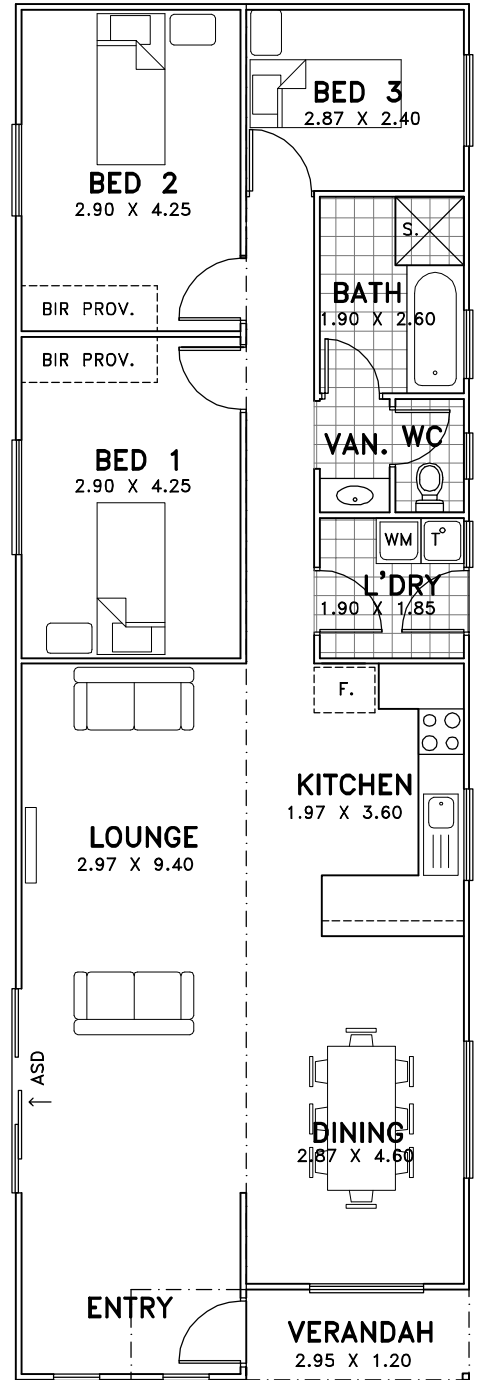 BED 3
2.87 X 2.40
BED 2
2.90 X 4.25
S.
BATH
1.90 X 2.60
BIR PROV.
BIR PROV.
VAN.
WC
BED 1
2.90 X 4.25
WM
T°
L'DRY
1.90 X 1.85
F.
KITCHEN
1.97 X 3.60
LOUNGE
2.97 X 9.40
ASD
DINING
2.87 X 4.60
ENTRY
VERANDAH
2.95 X 1.20